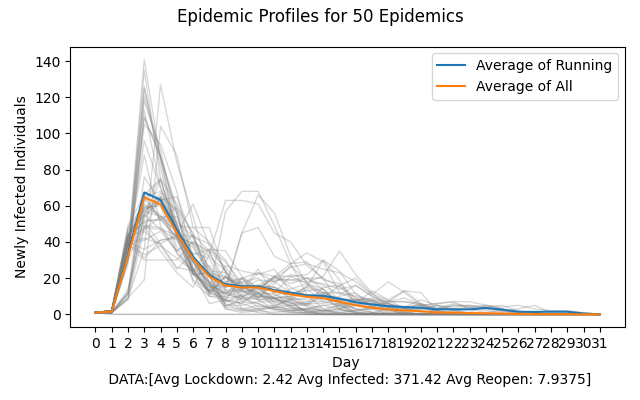 Epidemic Profiles for 50 Epidemics
Average of Running
Average of All
Newly Infected Individuals
140
120
100
80
60
40
20
0
0 1 2 3 4 5 6 7 8 9 10 11 12 13 14 15 16 17 18 19 20 21 22 23 24 25 26 27 28 29 30 31
Day
DATA:[Avg Lockdown: 2.42 Avg Infected: 371.42 Avg Reopen: 7.9375]